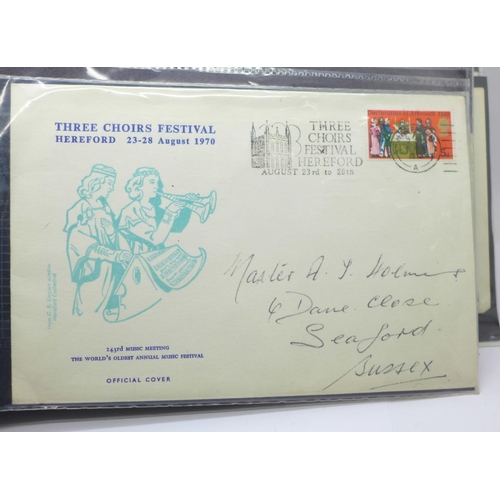 THREE CHOIRS FESTIVAL
HEREFORD 23-28 August 1970
THREE
CHOIRS
FESTIVAL
HEREFORD
AUGUST 23rd to 28th
A
Master A. J. Holmes
6 Dane Close
Seaford
Sussex
243rd MUSIC MEETING
THE WORLD'S OLDEST ANNUAL MUSIC FESTIVAL
OFFICIAL COVER